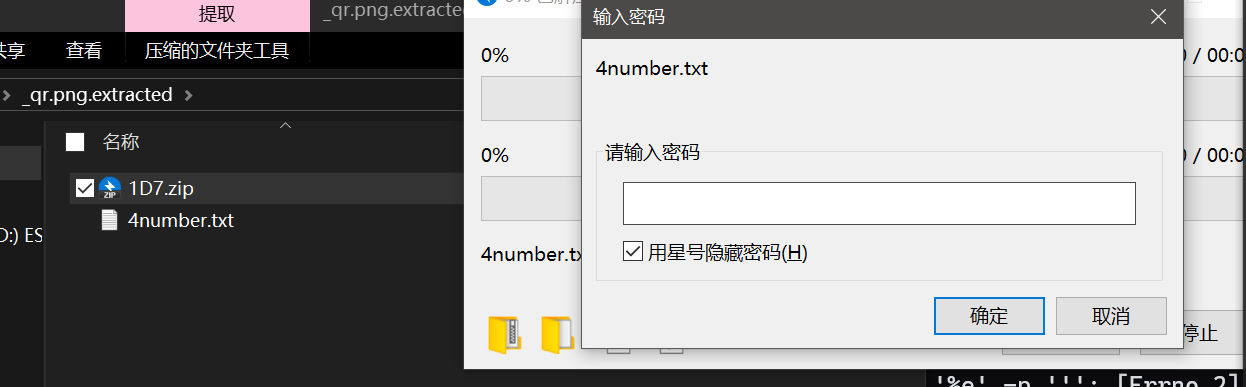 提取
_qr.png.extracted
输入密码
共享
查看
压缩的文件夹工具
0%
/ 00:0
4number.txt
_qr.png.extracted
名称
请输入密码
0%
/ 00:0
1D7.zip
4number.txt
D:) ES
4number.tx
用星号隐藏密码(H)
确定
取消
停止
'%e' -p ''': [Errno 2]